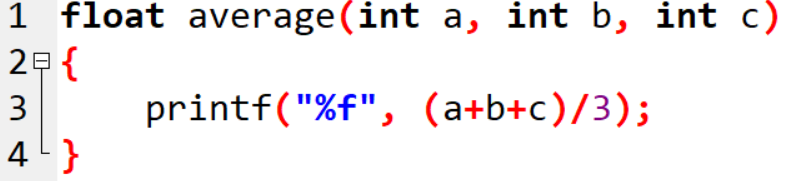 1 float average(int a, int b, int c)
2 {
3     printf("%f", (a+b+c)/3);
4 }